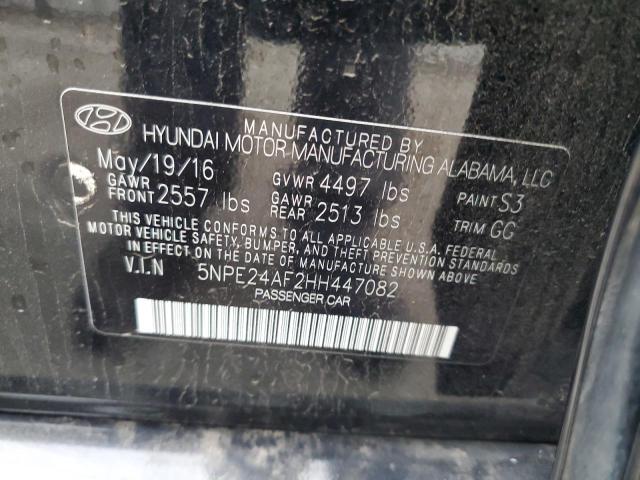 MANUFACTURED BY
HYUNDAI MOTOR MANUFACTURING ALABAMA, LLC
May/19/16 GVWR 4497 lbs PAINT S3
GAWR FRONT 2557 lbs GAWR REAR 2513 lbs TRIM GG
THIS VEHICLE CONFORMS TO ALL APPLICABLE U.S.A. FEDERAL
MOTOR VEHICLE SAFETY, BUMPER, AND THEFT PREVENTION STANDARDS
IN EFFECT ON THE DATE OF MANUFACTURE SHOWN ABOVE
V.I.N 5NPE24AF2HH447082
PASSENGER CAR